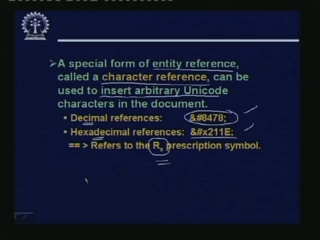 ➢A special form of entity reference,
called a character reference, can be
used to insert arbitrary Unicode
characters in the document.
▪ Decimal references: &#8478;
▪ Hexadecimal references: &#x211E;
== > Refers to the Rx prescription symbol.